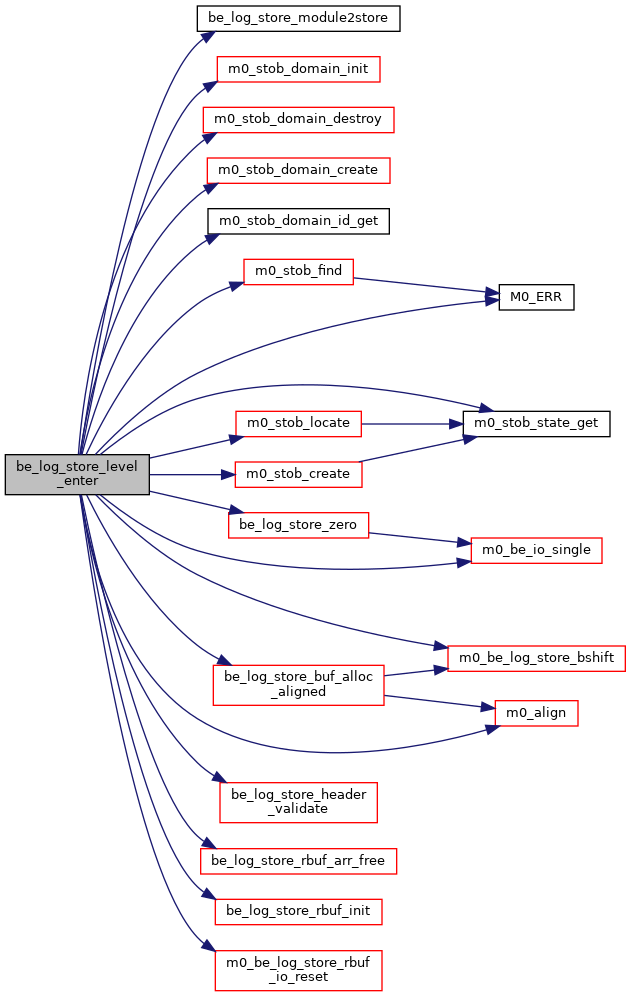 be_log_store_module2store
m0_stob_domain_init
m0_stob_domain_destroy
m0_stob_domain_create
m0_stob_domain_id_get
m0_stob_find
M0_ERR
m0_stob_locate
m0_stob_state_get
be_log_store_level
_enter
m0_stob_create
be_log_store_zero
m0_be_io_single
m0_be_log_store_bshift
be_log_store_buf_alloc
_aligned
m0_align
be_log_store_header
_validate
be_log_store_rbuf_arr_free
be_log_store_rbuf_init
m0_be_log_store_rbuf
_io_reset